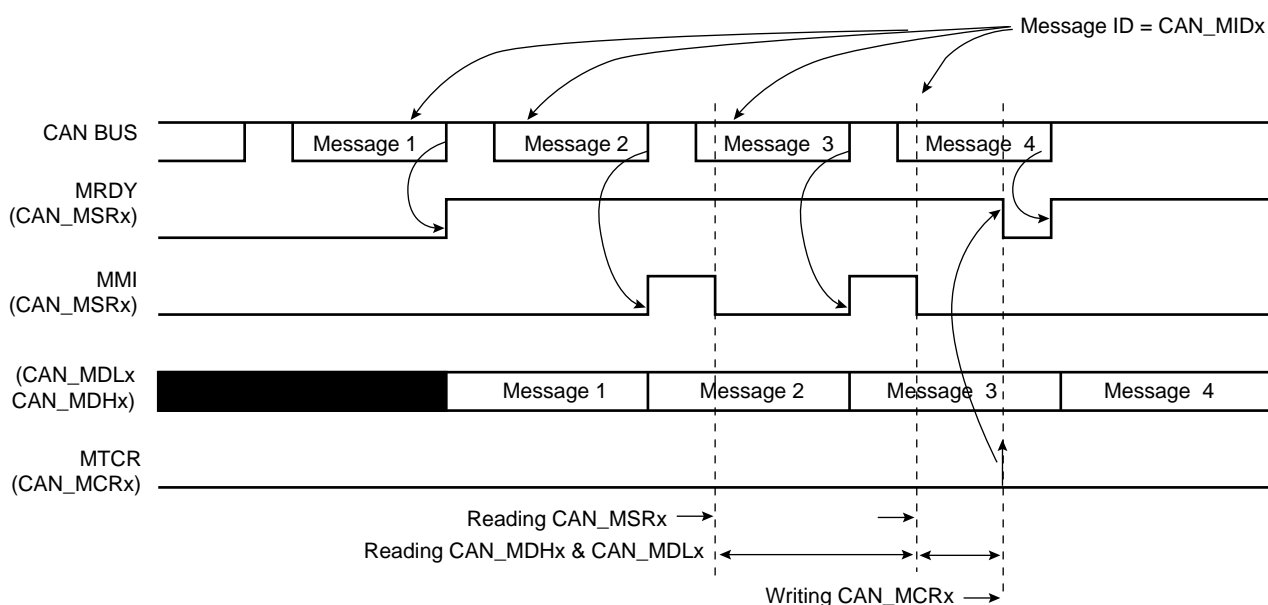 Message ID = CAN_MIDx
CAN BUS
Message 1
Message 2
Message 3
Message 4
MRDY
(CAN_MSRx)
MMI
(CAN_MSRx)
(CAN_MDLx
CAN_MDHx)
Message 1
Message 2
Message 3
Message 4
MTCR
(CAN_MCRx)
Reading CAN_MSRx
Reading CAN_MDHx & CAN_MDLx
Writing CAN_MCRx